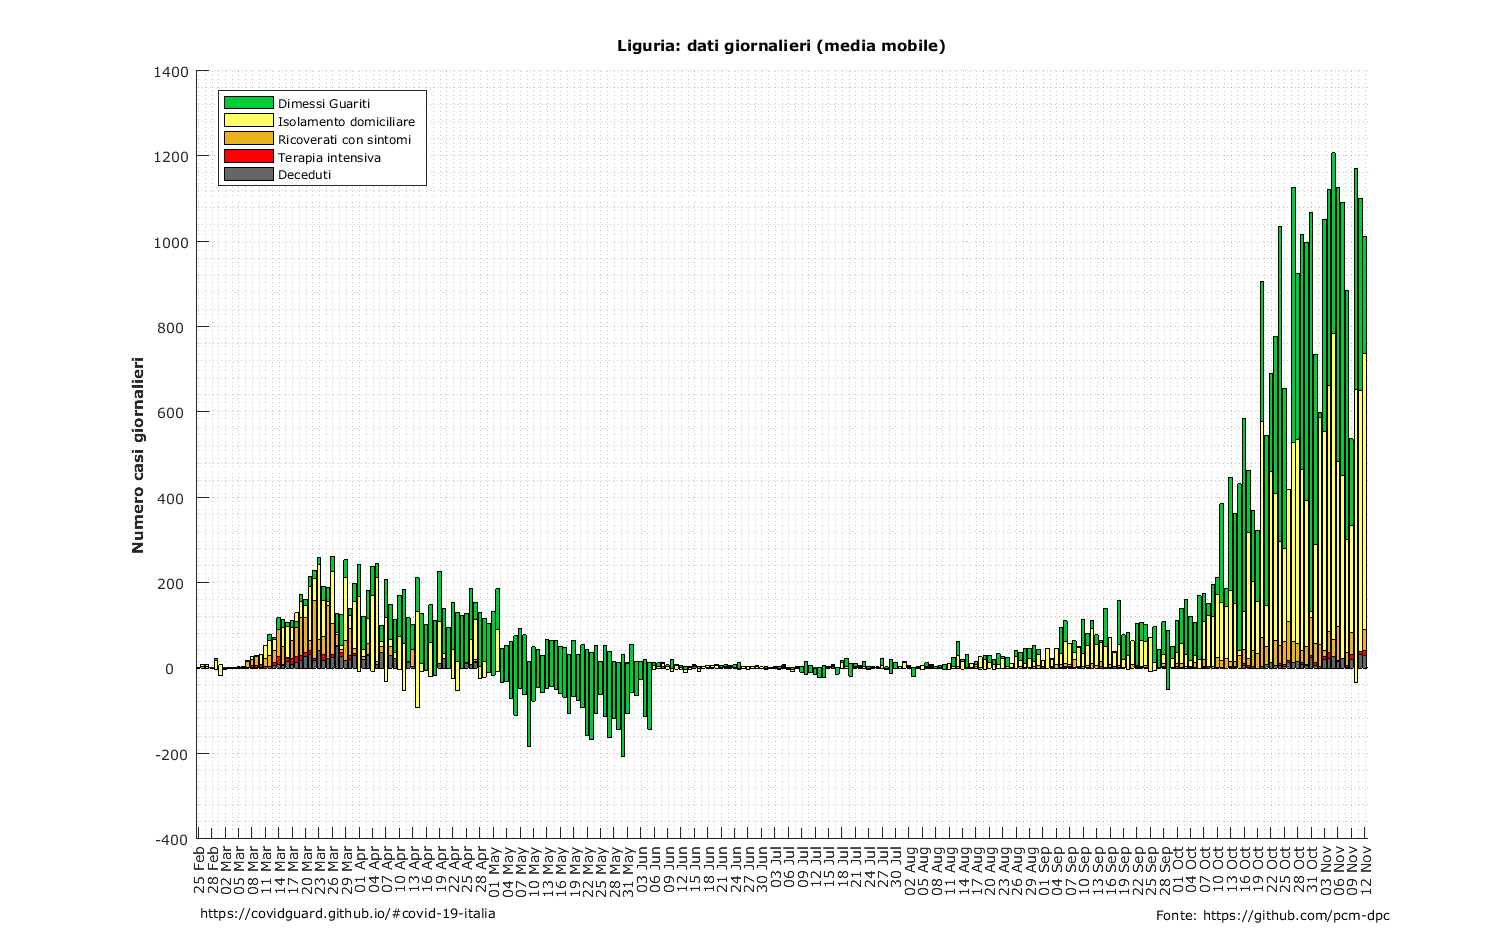 Liguria: dati giornalieri (media mobile)
1400
1200
1000
800
600
400
200
0
-200
-400
Numero casi giornalieri
Dimessi Guariti
Isolamento domiciliare
Ricoverati con sintomi
Terapia intensiva
Deceduti
25 Feb
28 Feb
02 Mar
05 Mar
08 Mar
11 Mar
14 Mar
17 Mar
20 Mar
23 Mar
26 Mar
29 Mar
01 Apr
04 Apr
07 Apr
10 Apr
13 Apr
16 Apr
19 Apr
22 Apr
25 Apr
28 Apr
01 May
04 May
07 May
10 May
13 May
16 May
19 May
22 May
25 May
28 May
31 May
03 Jun
06 Jun
09 Jun
12 Jun
15 Jun
18 Jun
21 Jun
24 Jun
27 Jun
30 Jun
03 Jul
06 Jul
09 Jul
12 Jul
15 Jul
18 Jul
21 Jul
24 Jul
27 Jul
30 Jul
02 Aug
05 Aug
08 Aug
11 Aug
14 Aug
17 Aug
20 Aug
23 Aug
26 Aug
29 Aug
01 Sep
04 Sep
07 Sep
10 Sep
13 Sep
16 Sep
19 Sep
22 Sep
25 Sep
28 Sep
01 Oct
04 Oct
07 Oct
10 Oct
13 Oct
16 Oct
19 Oct
22 Oct
25 Oct
28 Oct
31 Oct
03 Nov
06 Nov
09 Nov
12 Nov
https://covidguard.github.io/#covid-19-italia
Fonte: https://github.com/pcm-dpc